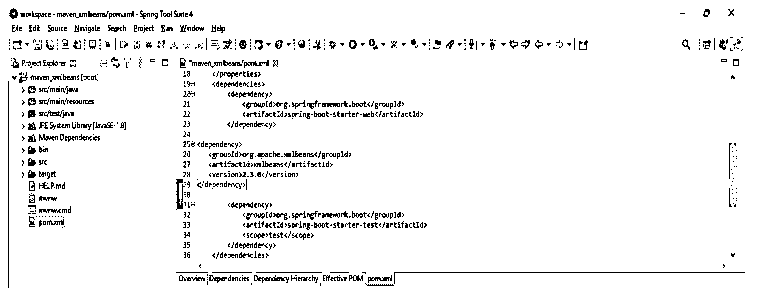 workspace - maven_xmlbeans/pom.xml - Spring Tool Suite 4
File Edit Source Navigate Search Project Run Window Help
Project Explorer
maven_xmlbeans [boot]
src/main/java
src/main/resources
src/test/java
JRE System Library [JavaSE-1.8]
Maven Dependencies
bin
src
target
HELP.md
mvnw
mvnw.cmd
pom.xml
*maven_xmlbeans/pom.xml
18 </properties>
19 <dependencies>
20 <dependency>
21 <groupId>org.springframework.boot</groupId>
22 <artifactId>spring-boot-starter-web</artifactId>
23 </dependency>
24
25 <dependency>
26 <groupId>org.apache.xmlbeans</groupId>
27 <artifactId>xmlbeans</artifactId>
28 <version>2.3.0</version>
29 </dependency>
30
31 <dependency>
32 <groupId>org.springframework.boot</groupId>
33 <artifactId>spring-boot-starter-test</artifactId>
34 <scope>test</scope>
35 </dependency>
36 </dependencies>
Overview Dependencies Dependency Hierarchy Effective POM pom.xml